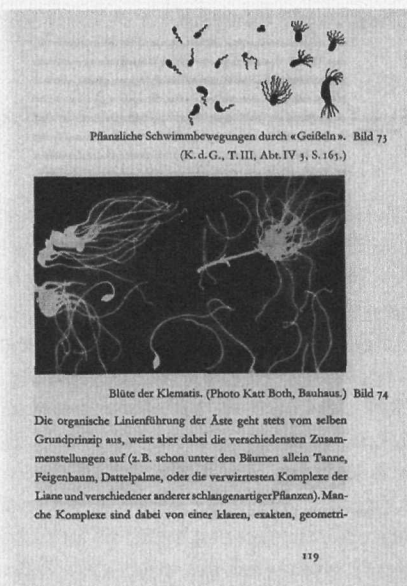 Pflanzliche Schwimmbewegungen durch «Geißeln». Bild 73
(K. d. G., T. III, Abt. IV 3, S. 165.)
Blüte der Klematis. (Photo Katt Both, Bauhaus.) Bild 74
Die organische Linienführung der Äste geht stets vom selben
Grundprinzip aus, weist aber dabei die verschiedensten Zusam-
menstellungen auf (z. B. schon unter den Bäumen allein Tanne,
Feigenbaum, Dattelpalme, oder die verwirrtesten Komplexe der
Liane und verschiedener anderer schlangenartiger Pflanzen). Man-
che Komplexe sind dabei von einer klaren, exakten, geometri-
119